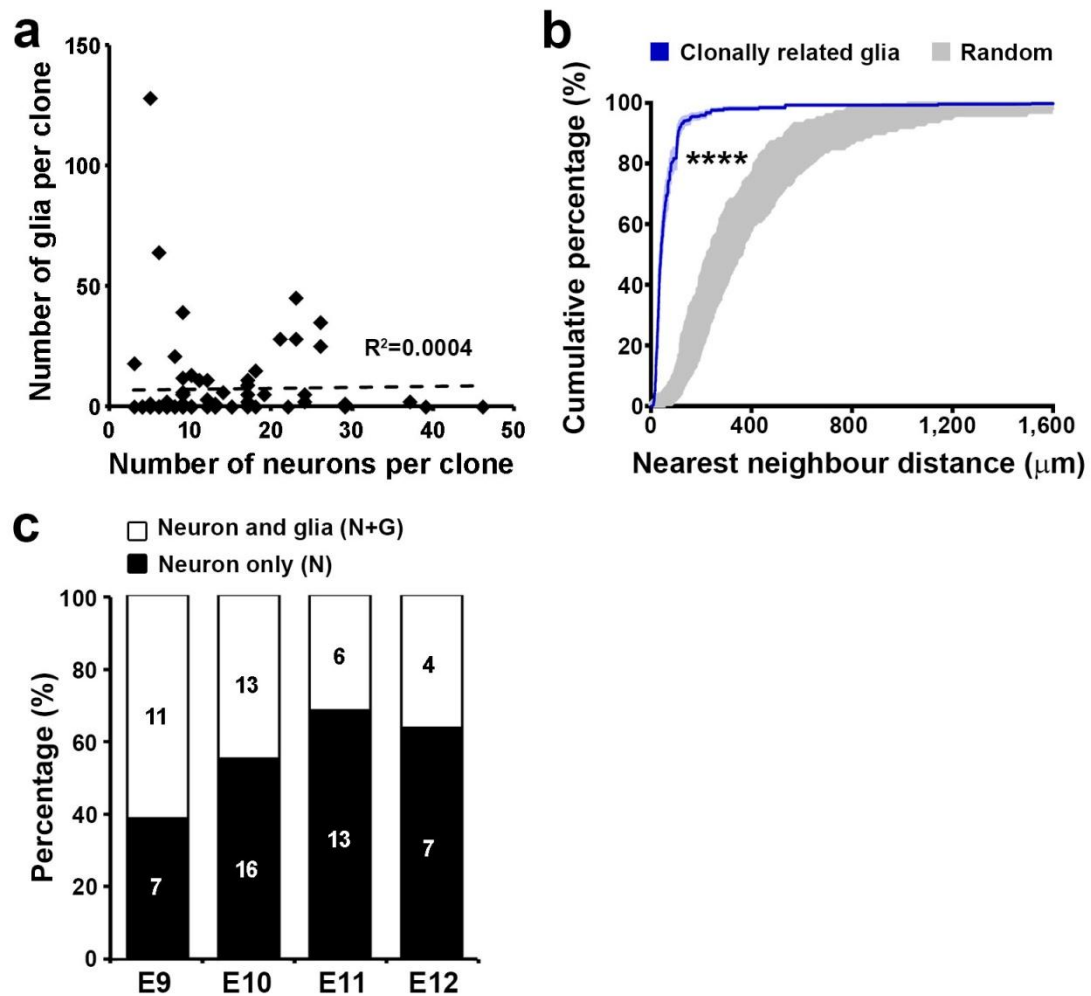 a
150
100
50
0
Number of glia per clone
R²=0.0004
0 10 20 30 40 50
Number of neurons per clone
b
Clonally related glia Random
100
80
60
40
20
0
Cumulative percentage (%)
****
0 400 800 1,200 1,600
Nearest neighbour distance (μm)
c
Neuron and glia (N+G)
Neuron only (N)
100
80
60
40
20
0
Percentage (%)
11 13 6 4
7 16 13 7
E9 E10 E11 E12